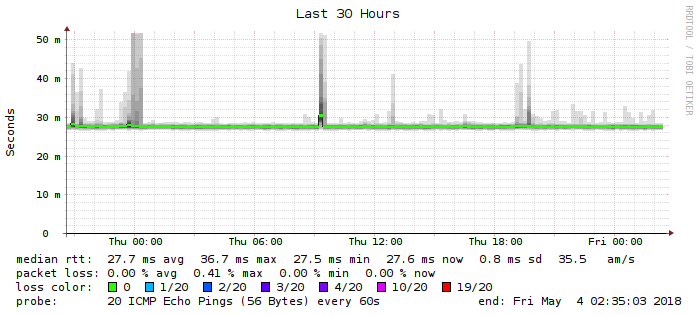 Last 30 Hours
RRDTOOL / TOBI OETIKER
Seconds
50 m
40 m
30 m
20 m
10 m
0
Thu 00:00 Thu 06:00 Thu 12:00 Thu 18:00 Fri 00:00
median rtt: 27.7 ms avg 36.7 ms max 27.5 ms min 27.6 ms now 0.8 ms sd 35.5 am/s
packet loss: 0.00 % avg 0.41 % max 0.00 % min 0.00 % now
loss color: 0 1/20 2/20 3/20 4/20 10/20 19/20
probe: 20 ICMP Echo Pings (56 Bytes) every 60s end: Fri May 4 02:35:03 2018